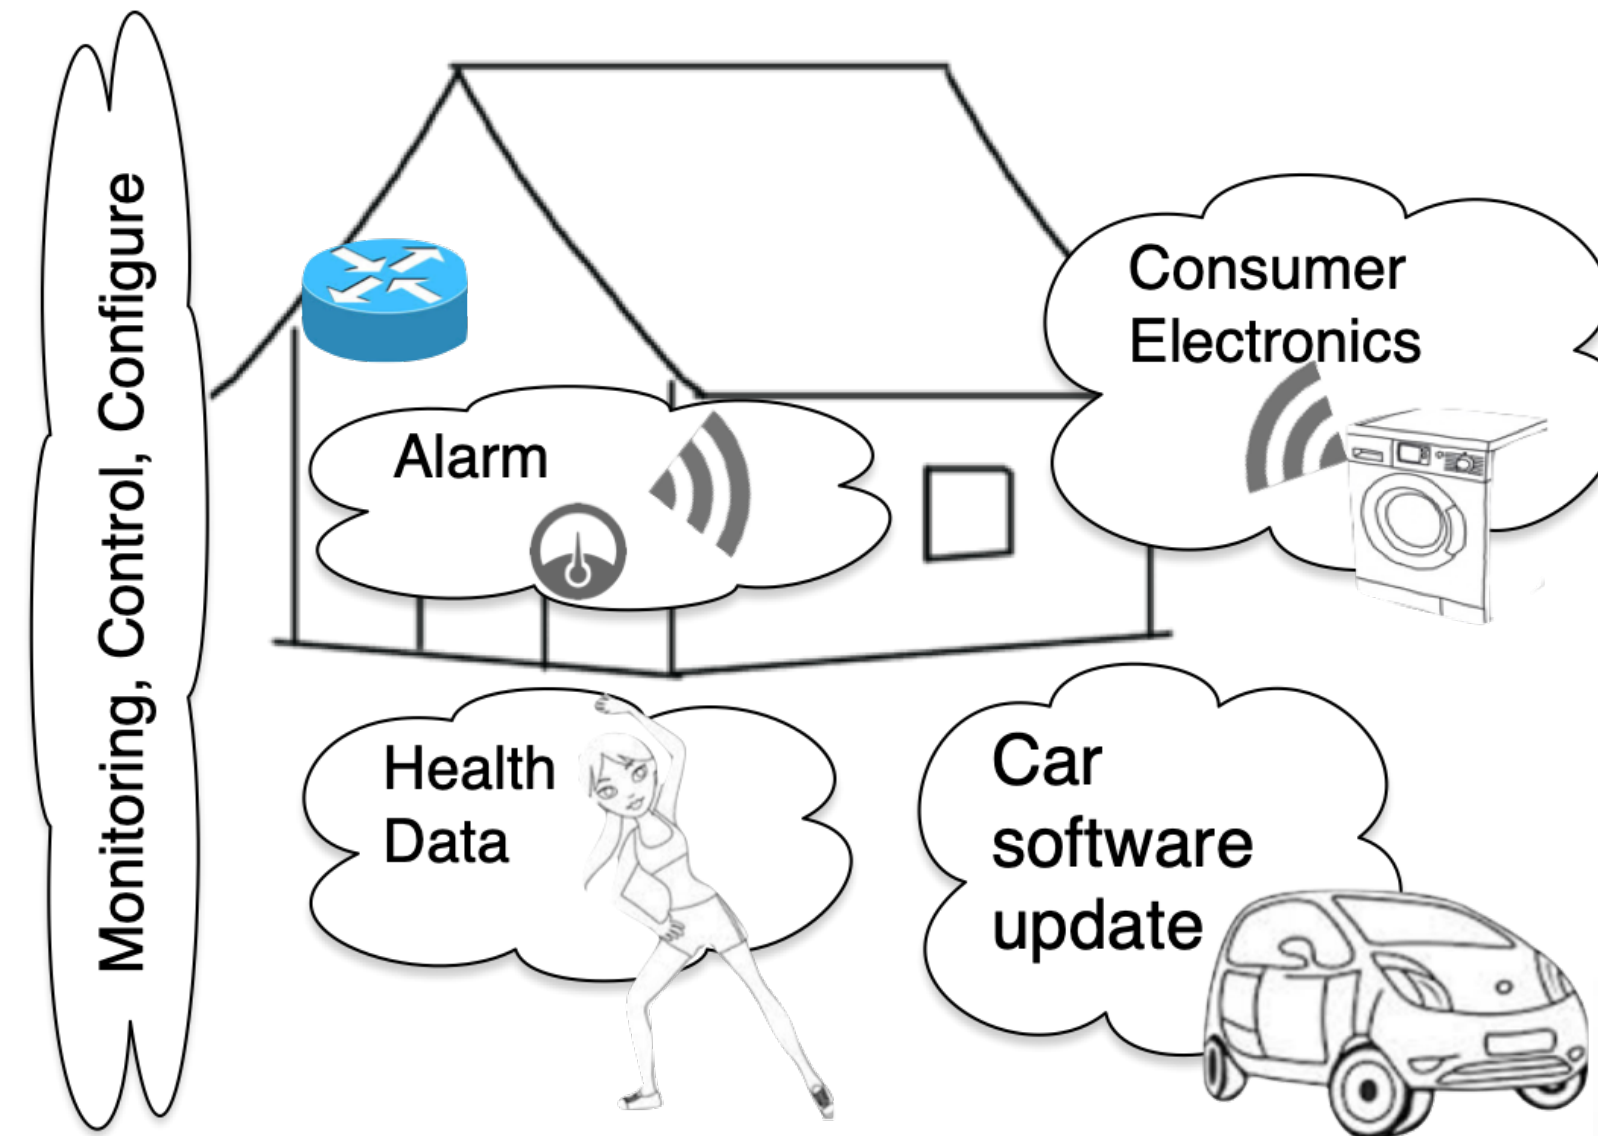 Monitoring, Control, Configure
Consumer
Electronics
Alarm
Health
Data
Car
software
update